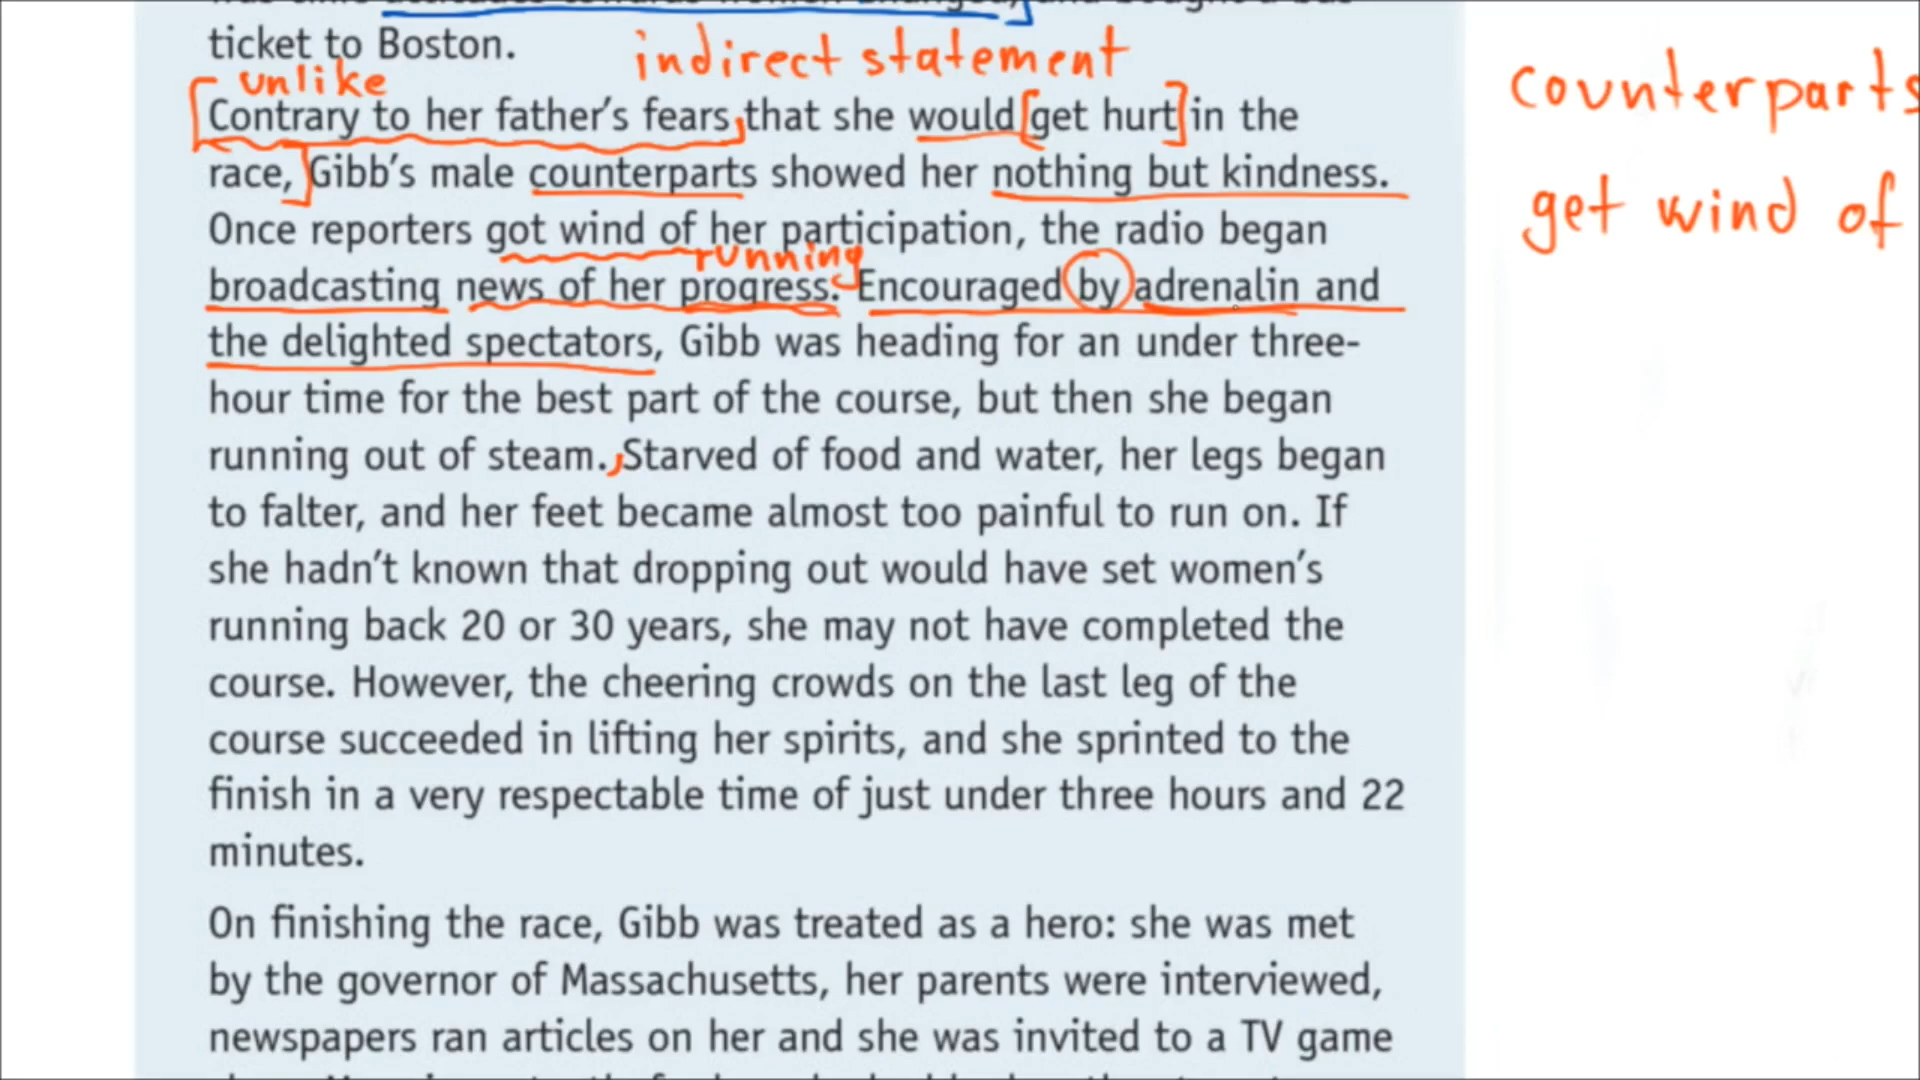 ticket to Boston.
indirect statement
unlike
Contrary to her father's fears, that she would [get hurt] in the
race,] Gibb's male counterparts showed her nothing but kindness.
Once reporters got wind of her participation, the radio began
running
broadcasting news of her progress. Encouraged by adrenalin and
the delighted spectators, Gibb was heading for an under three-
hour time for the best part of the course, but then she began
running out of steam., Starved of food and water, her legs began
to falter, and her feet became almost too painful to run on. If
she hadn't known that dropping out would have set women's
running back 20 or 30 years, she may not have completed the
course. However, the cheering crowds on the last leg of the
course succeeded in lifting her spirits, and she sprinted to the
finish in a very respectable time of just under three hours and 22
minutes.
On finishing the race, Gibb was treated as a hero: she was met
by the governor of Massachusetts, her parents were interviewed,
newspapers ran articles on her and she was invited to a TV game
counterparts
get wind of